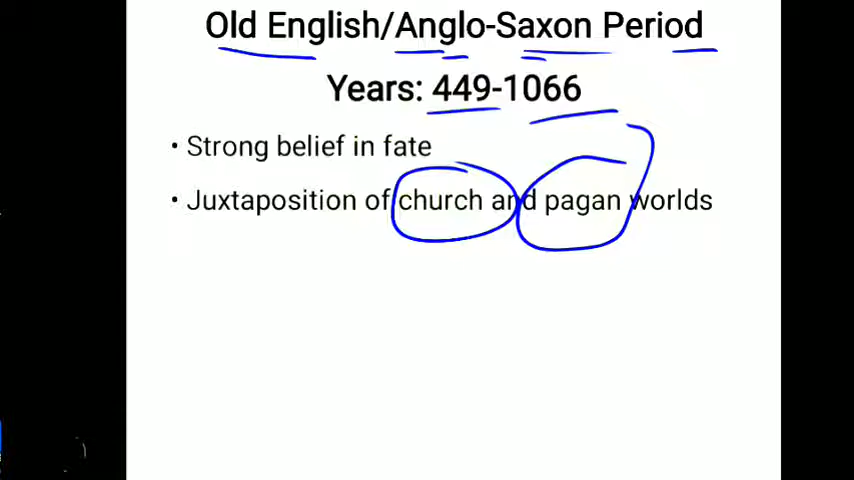 Old English/Anglo-Saxon Period
Years: 449-1066
• Strong belief in fate
• Juxtaposition of church and pagan worlds